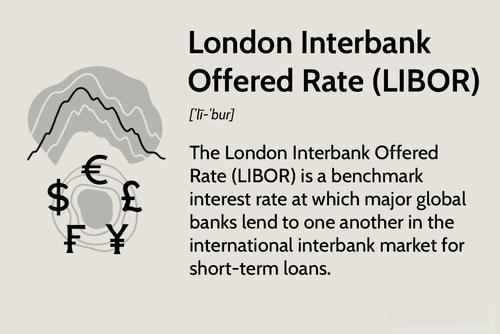 London Interbank
Offered Rate (LIBOR)
['lī-ˈbur]
The London Interbank Offered
Rate (LIBOR) is a benchmark
interest rate at which major global
banks lend to one another in the
international interbank market for
short-term loans.
€
$ £
₣ ¥